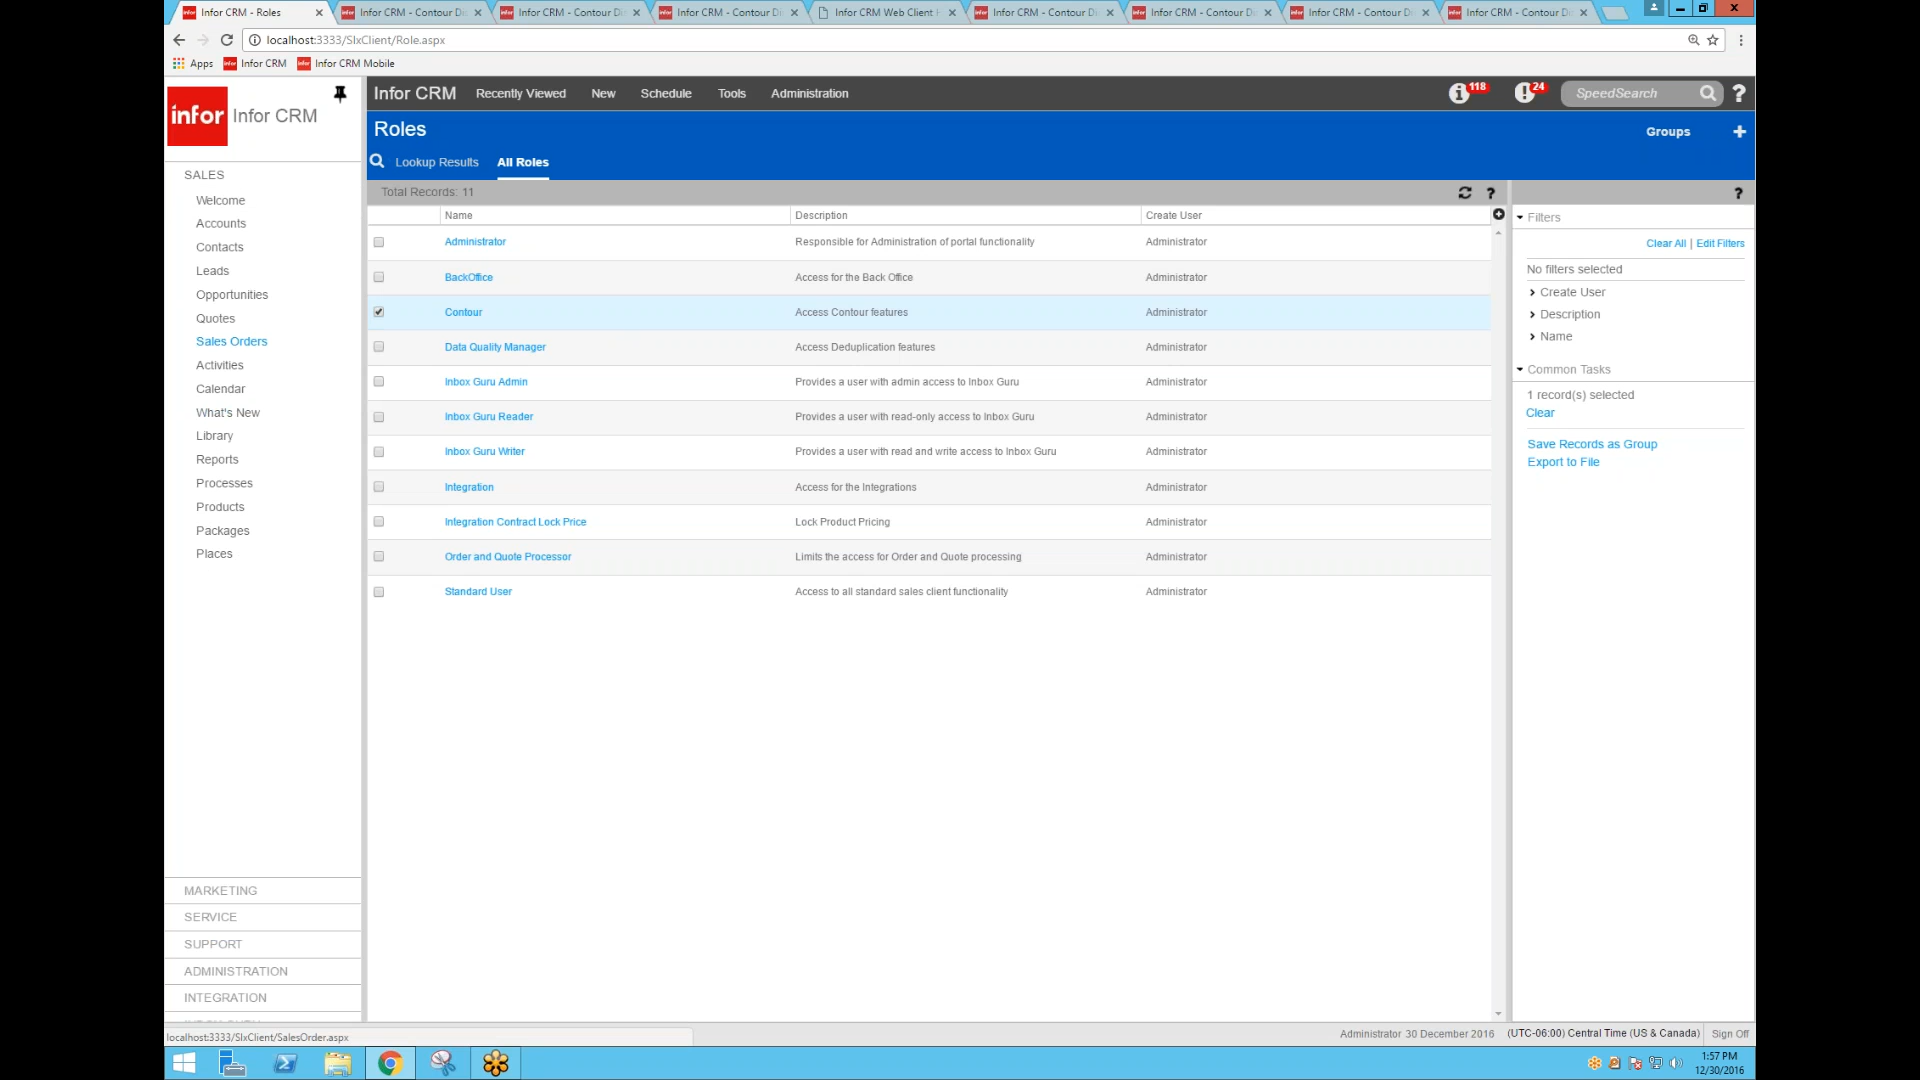 Infor CRM - Roles
Infor CRM - Contour Di
Infor CRM - Contour Di
Infor CRM - Contour Di
Infor CRM Web Client
Infor CRM - Contour Di
Infor CRM - Contour Di
Infor CRM - Contour Di
Infor CRM - Contour Di
localhost:3333/SlxClient/Role.aspx
Apps
Infor CRM
Infor CRM Mobile
infor
Infor CRM
Infor CRM
Recently Viewed
New
Schedule
Tools
Administration
118
24
SpeedSearch
?
Roles
Groups
Lookup Results
All Roles
Total Records: 11
?
?
SALES
Welcome
Accounts
Contacts
Leads
Opportunities
Quotes
Sales Orders
Activities
Calendar
What's New
Library
Reports
Processes
Products
Packages
Places
MARKETING
SERVICE
SUPPORT
ADMINISTRATION
INTEGRATION
Name Description Create User
Administrator Responsible for Administration of portal functionality Administrator
BackOffice Access for the Back Office Administrator
Contour Access Contour features Administrator
Data Quality Manager Access Deduplication features Administrator
Inbox Guru Admin Provides a user with admin access to Inbox Guru Administrator
Inbox Guru Reader Provides a user with read-only access to Inbox Guru Administrator
Inbox Guru Writer Provides a user with read and write access to Inbox Guru Administrator
Integration Access for the Integrations Administrator
Integration Contract Lock Price Lock Product Pricing Administrator
Order and Quote Processor Limits the access for Order and Quote processing Administrator
Standard User Access to all standard sales client functionality Administrator
Filters
Clear All | Edit Filters
No filters selected
Create User
Description
Name
Common Tasks
1 record(s) selected
Clear
Save Records as Group
Export to File
localhost:3333/SlxClient/SalesOrder.aspx
Administrator 30 December 2016 (UTC-06:00) Central Time (US & Canada) Sign Off
1:57 PM
12/30/2016